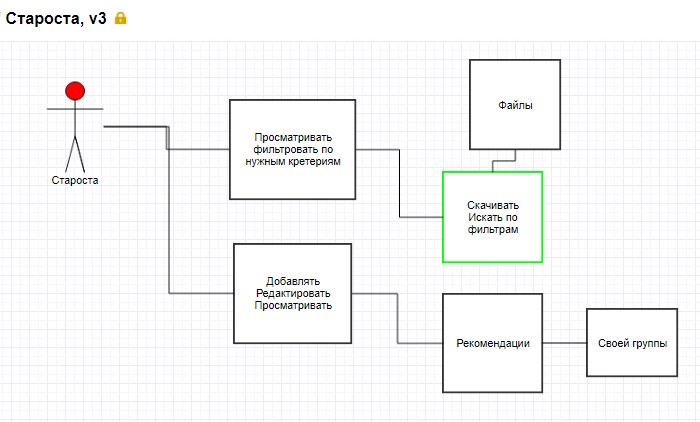 Староста, v3
Файлы
Просматривать
фильтровать по
нужным кретериям
Староста
Скачивать
Искать по
фильтрам
Добавлять
Редактировать
Просматривать
Рекомендации
Своей группы